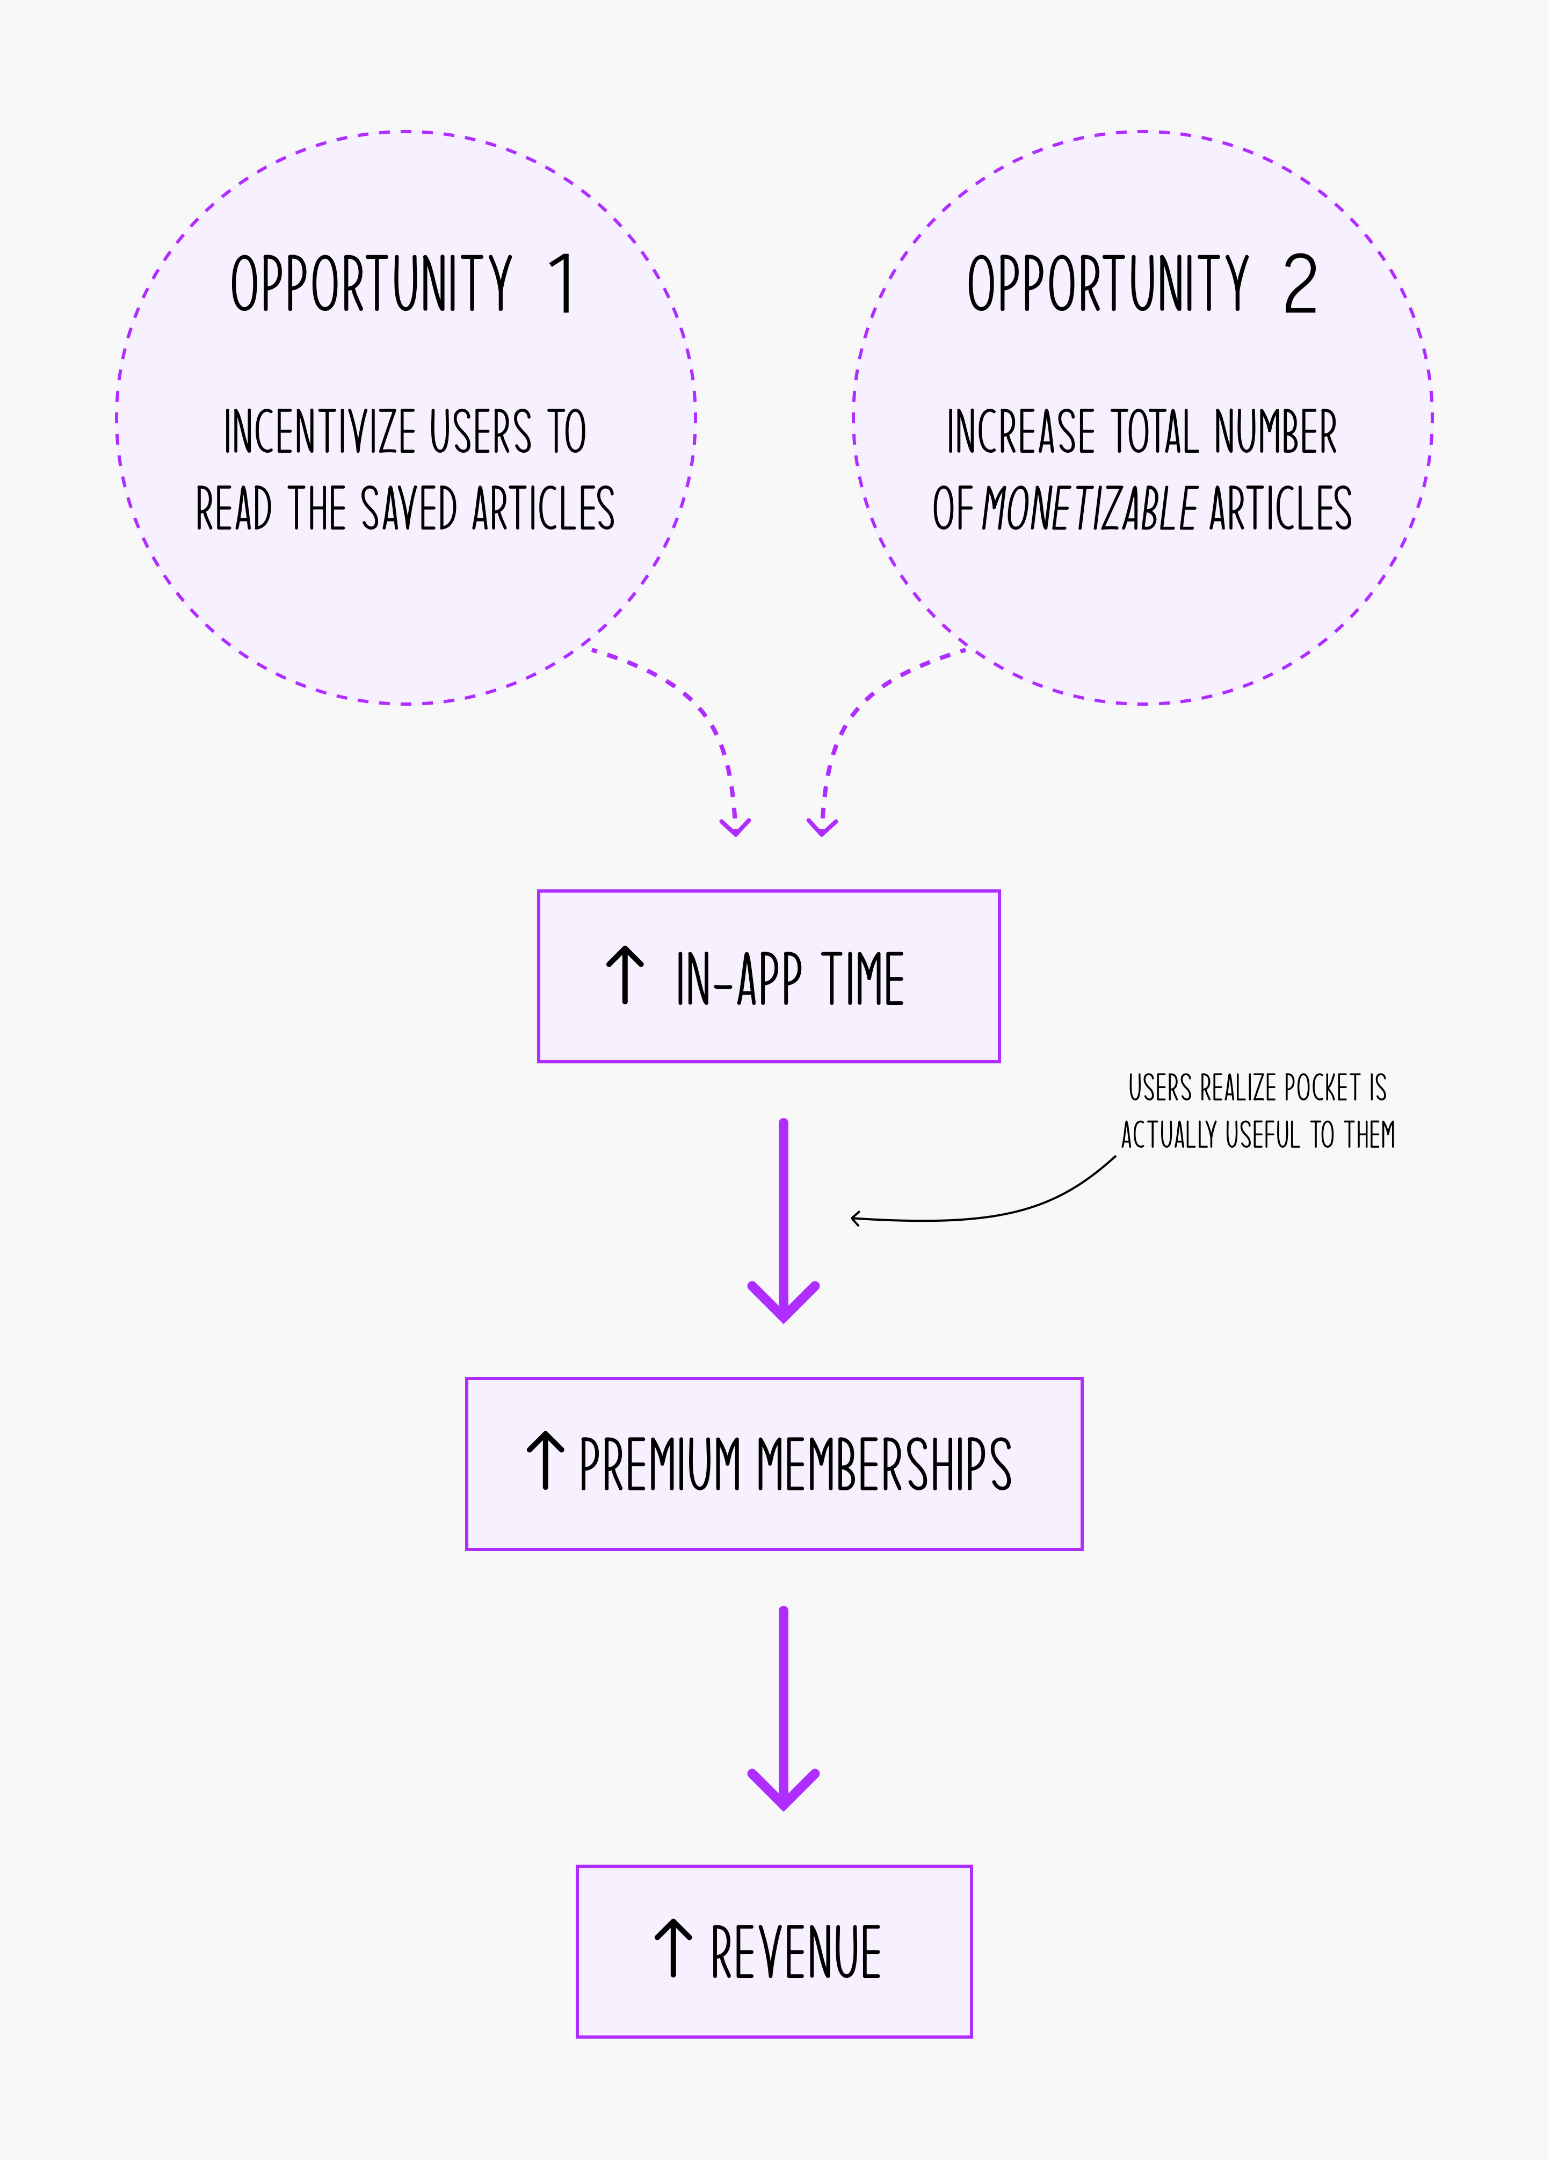 OPPORTUNITY 1
INCENTIVIZE USERS TO
READ THE SAVED ARTICLES
OPPORTUNITY 2
INCREASE TOTAL NUMBER
OF MONETIZABLE ARTICLES
↑ IN-APP TIME
USERS REALIZE POCKET IS
ACTUALLY USEFUL TO THEM
↑ PREMIUM MEMBERSHIPS
↑ REVENUE